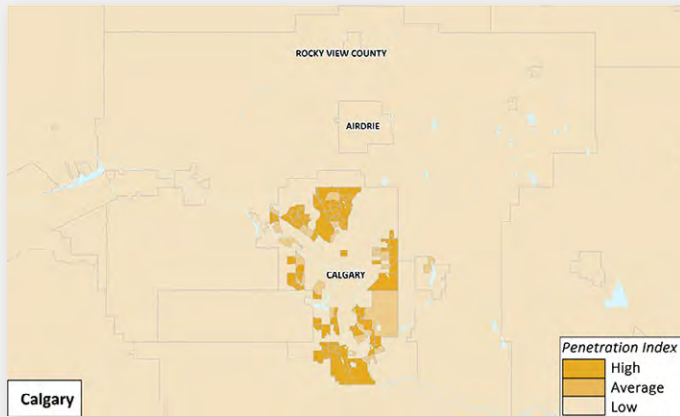 ROCKY VIEW COUNTY
AIRDRIE
CALGARY
Penetration Index
High
Average
Low
Calgary